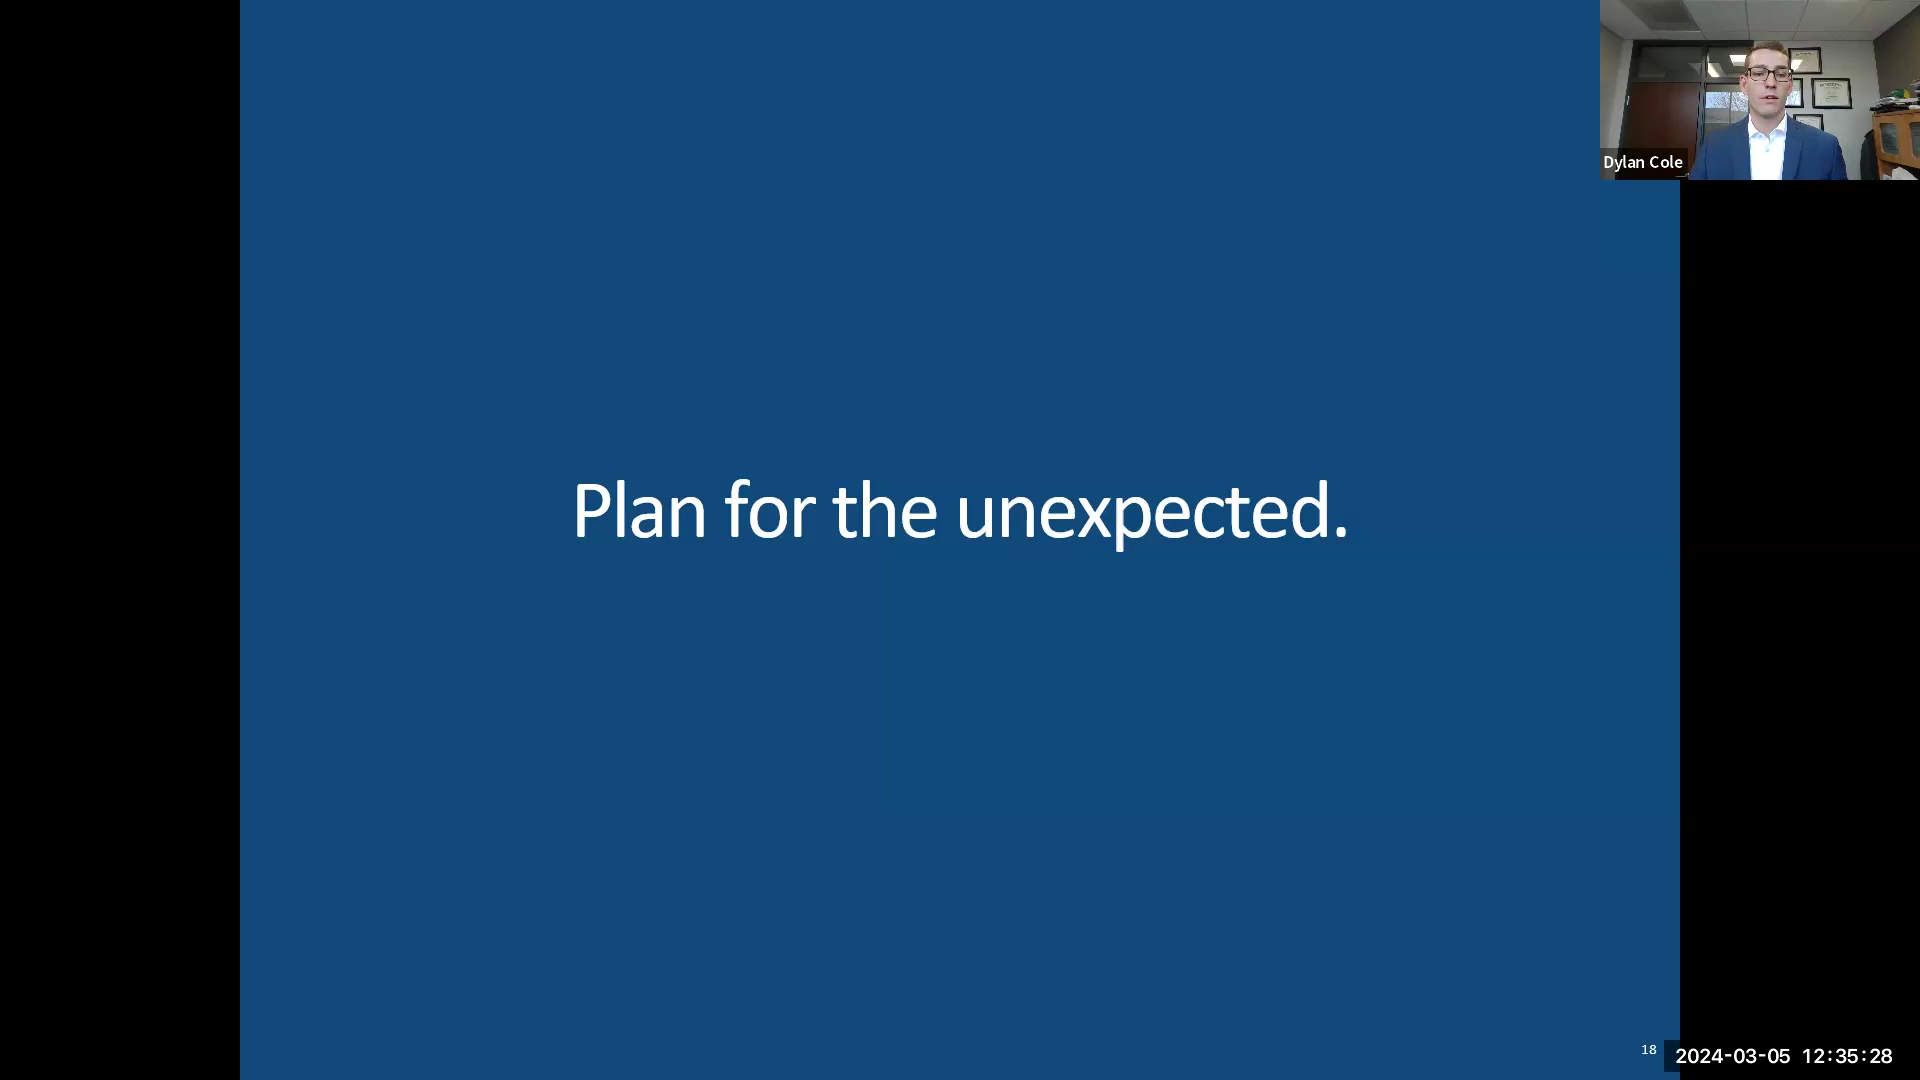 Dylan Cole
Plan for the unexpected.
18
2024-03-05 12:35:28